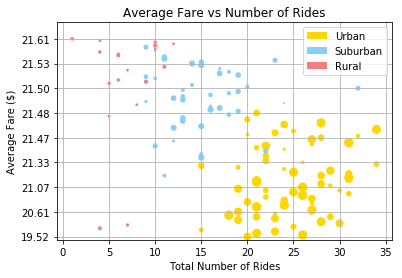 Average Fare vs Number of Rides
Urban
Suburban
Rural
Average Fare ($)
21.61
21.53
21.50
21.48
21.47
21.33
21.07
20.61
19.52
0 5 10 15 20 25 30 35
Total Number of Rides